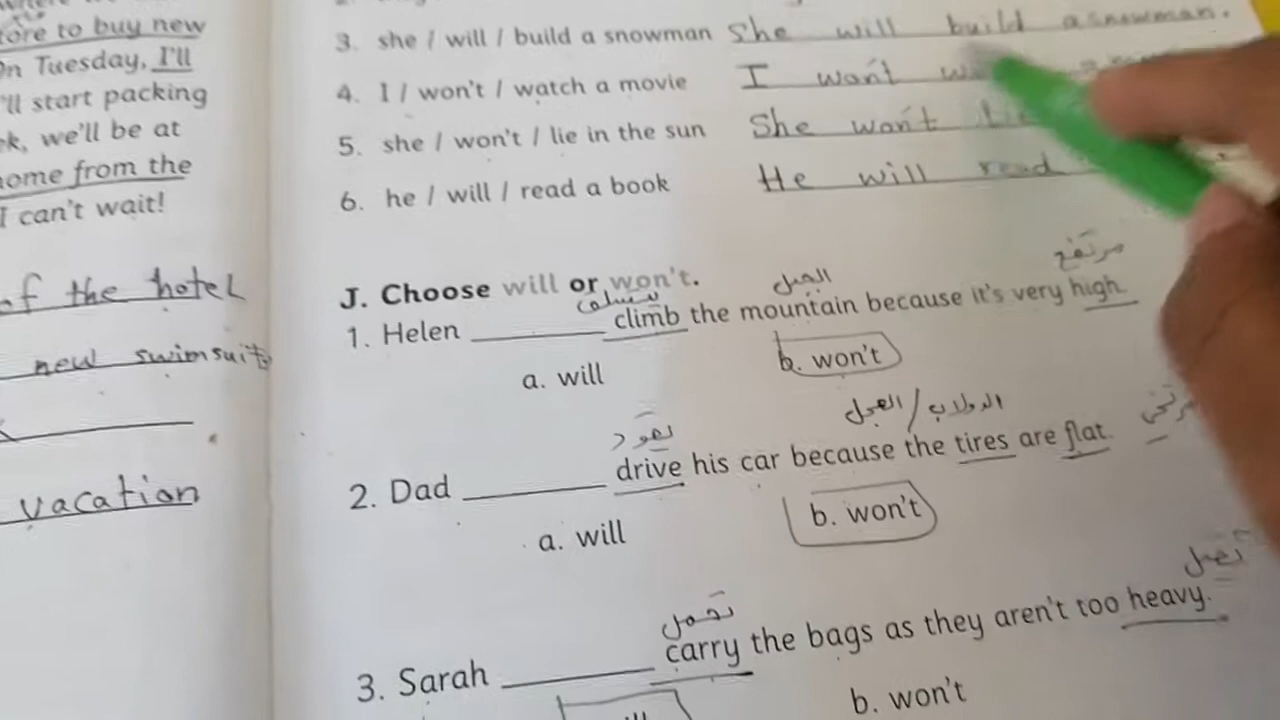 tore to buy new
On Tuesday, I'll
'll start packing
ek, we'll be at
home from the
I can't wait!
of the hotel
new swimsuit
vacation
3. she / will / build a snowman She will build a snowman.
4. I / won't / watch a movie I won't
5. she / won't / lie in the sun She won't lie
6. he / will / read a book He will read
J. Choose will or won't.
الجبل مرتفع
1. Helen ________ climb the mountain because it's very high.
a. will b. won't
يقود العجل / الدولاب
2. Dad ________ drive his car because the tires are flat.
a. will b. won't
تحمل
3. Sarah ________ carry the bags as they aren't too heavy.
b. won't